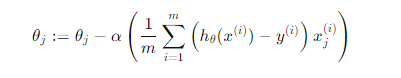 θ_j := θ_j − α ( 1/m ∑_{i=1}^{m} ( h_θ(x^{(i)}) − y^{(i)} ) x_j^{(i)} )